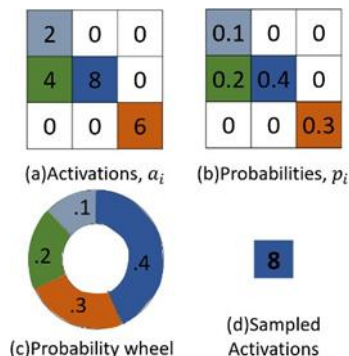 2 0 0
4 8 0
0 0 6
(a)Activations, aᵢ
0.1 0 0
0.2 0.4 0
0 0 0.3
(b)Probabilities, pᵢ
.1
.2
.4
.3
(c)Probability wheel
8
(d)Sampled
Activations